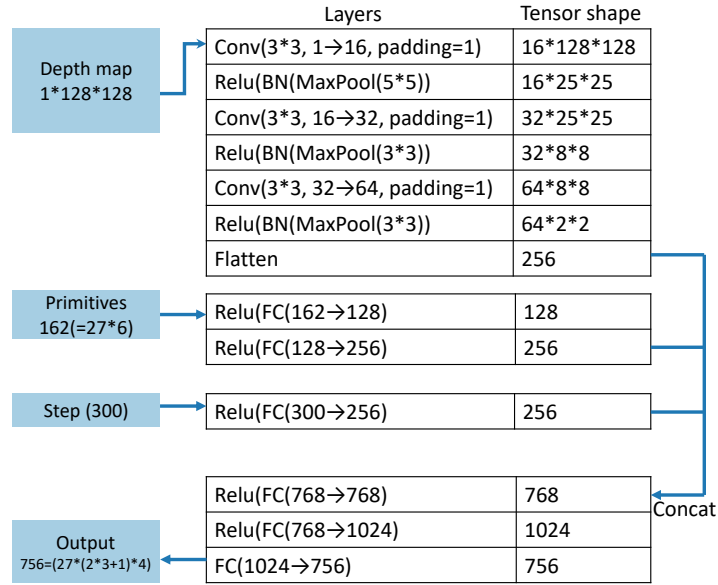 Layers Tensor shape
Depth map
1*128*128
Conv(3*3, 1→16, padding=1) 16*128*128
Relu(BN(MaxPool(5*5)) 16*25*25
Conv(3*3, 16→32, padding=1) 32*25*25
Relu(BN(MaxPool(3*3)) 32*8*8
Conv(3*3, 32→64, padding=1) 64*8*8
Relu(BN(MaxPool(3*3)) 64*2*2
Flatten 256
Primitives
162(=27*6)
Relu(FC(162→128) 128
Relu(FC(128→256) 256
Step (300)
Relu(FC(300→256) 256
Relu(FC(768→768) 768
Concat
Relu(FC(768→1024) 1024
FC(1024→756) 756
Output
756=(27*(2*3+1)*4)